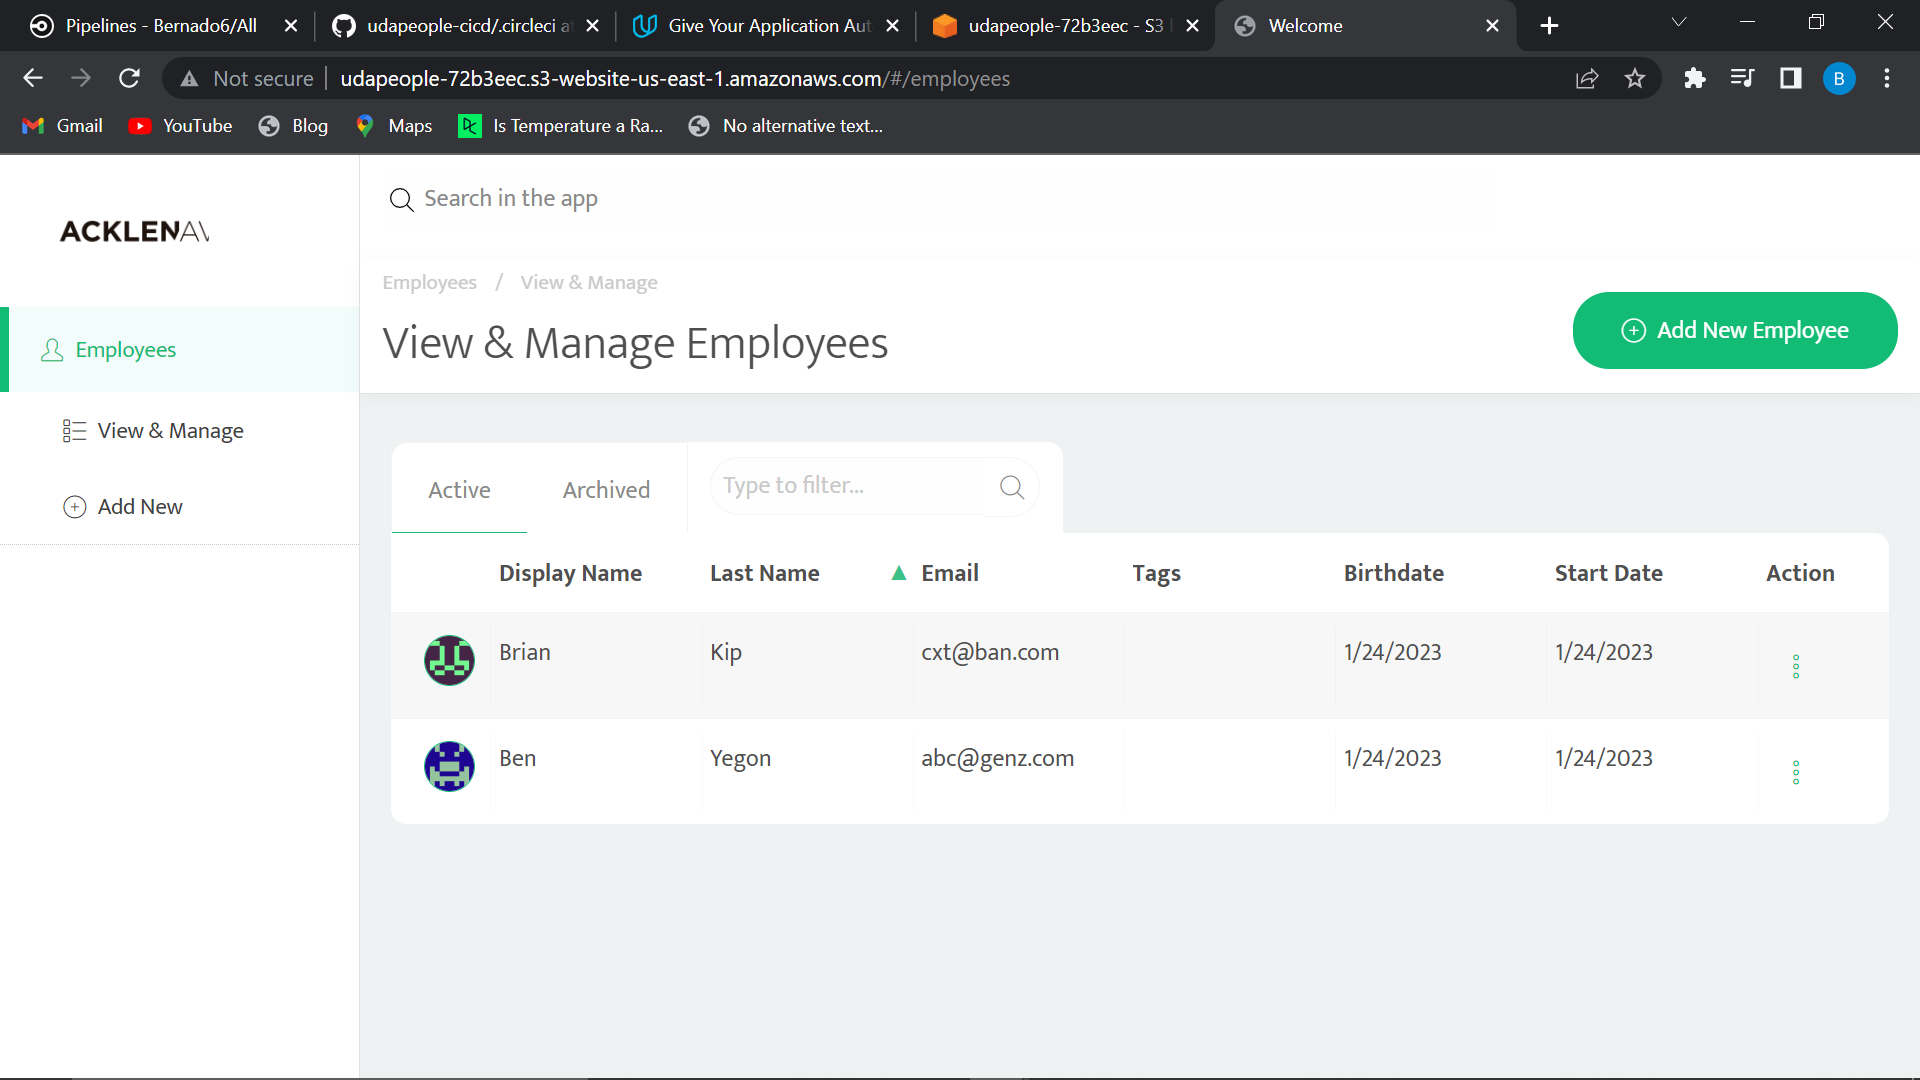 Pipelines - Bernado6/All
udapeople-cicd/.circleci a
Give Your Application Aut
udapeople-72b3eec - S3
Welcome
Not secure
udapeople-72b3eec.s3-website-us-east-1.amazonaws.com/#/employees
B
Gmail
YouTube
Blog
Maps
Is Temperature a Ra...
No alternative text...
ACKLENAV
Search in the app
Employees / View & Manage
View & Manage Employees
Add New Employee
Employees
View & Manage
Add New
Active
Archived
Type to filter...
Display Name Last Name Email Tags Birthdate Start Date Action
Brian Kip cxt@ban.com 1/24/2023 1/24/2023
Ben Yegon abc@genz.com 1/24/2023 1/24/2023